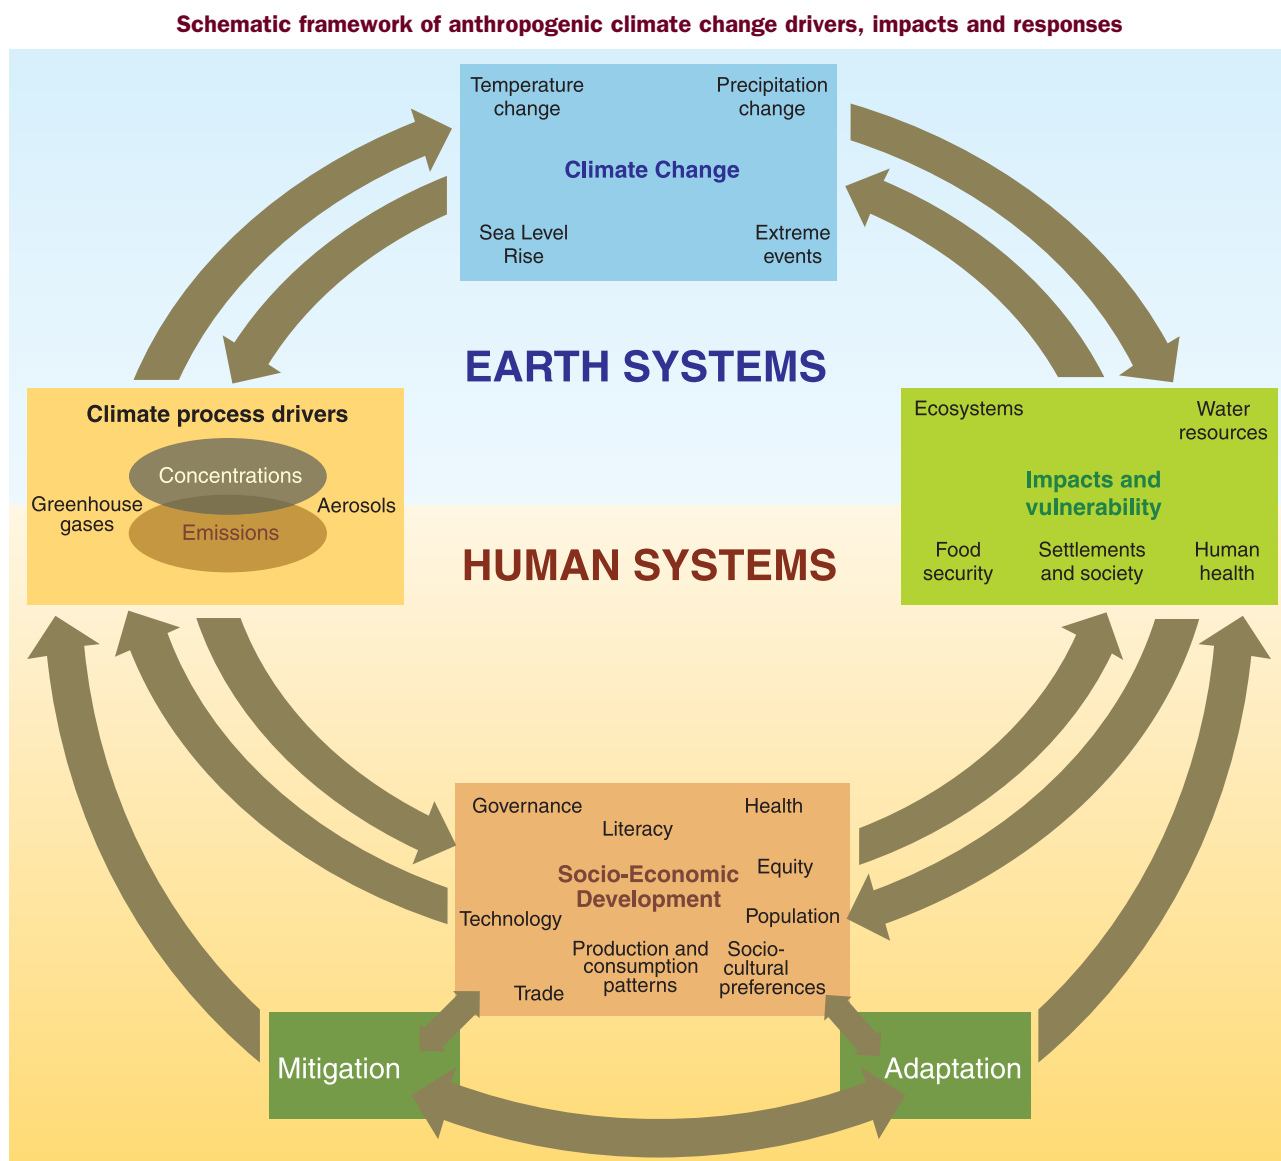 Schematic framework of anthropogenic climate change drivers, impacts and responses
Temperature
change
Precipitation
change
Climate Change
Sea Level
Rise
Extreme
events
EARTH SYSTEMS
Climate process drivers
Concentrations
Greenhouse
gases
Aerosols
Emissions
Ecosystems
Water
resources
Impacts and
vulnerability
Food
security
Settlements
and society
Human
health
HUMAN SYSTEMS
Governance
Literacy
Health
Socio-Economic
Development
Equity
Technology
Population
Production and
consumption
patterns
Socio-
cultural
preferences
Trade
Mitigation
Adaptation